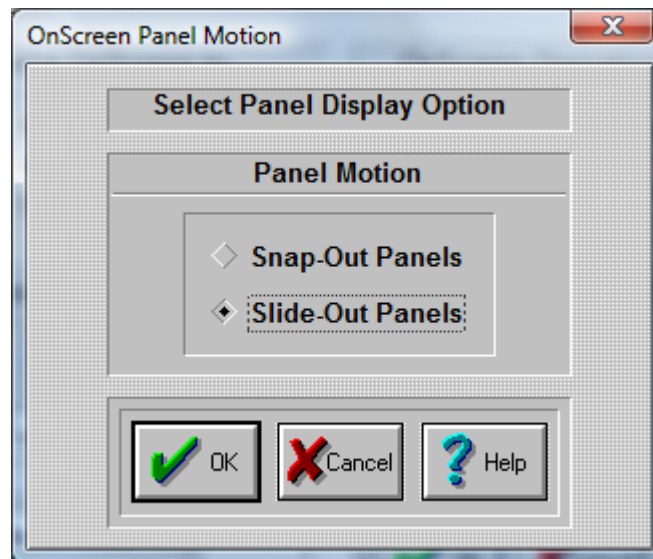 OnScreen Panel Motion
Select Panel Display Option
Panel Motion
Snap-Out Panels
Slide-Out Panels
OK
Cancel
Help